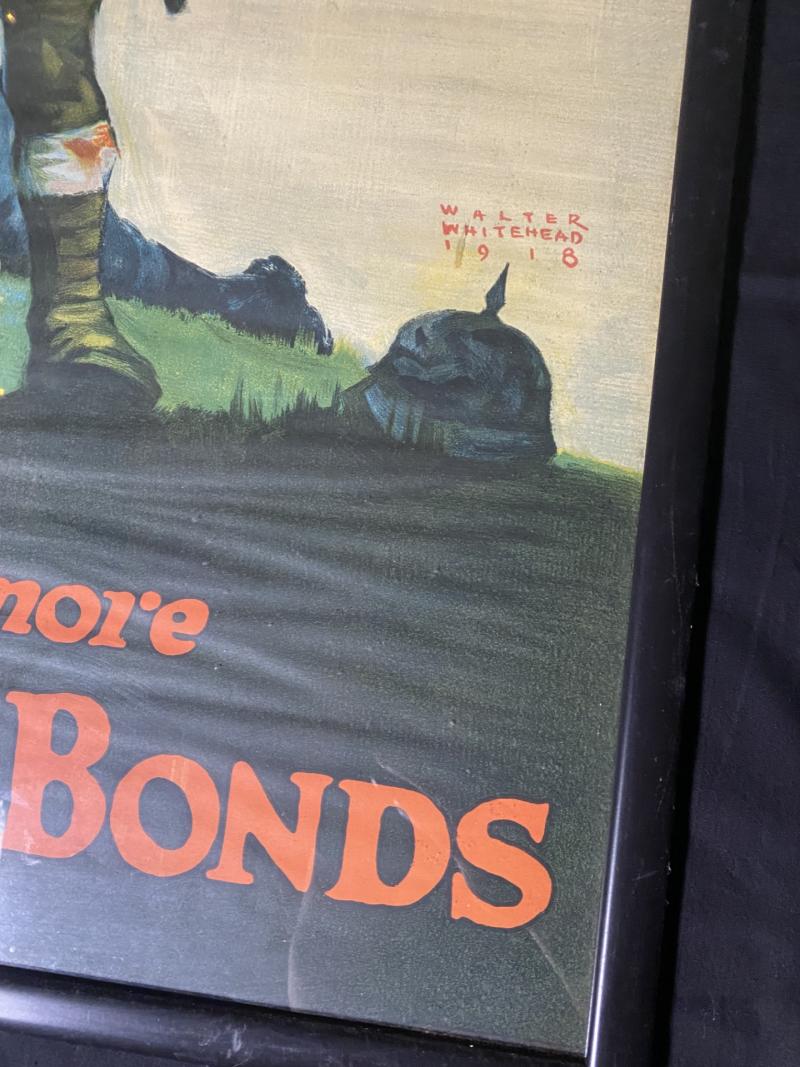 WALTER
WHITEHEAD
1918
more
BONDS